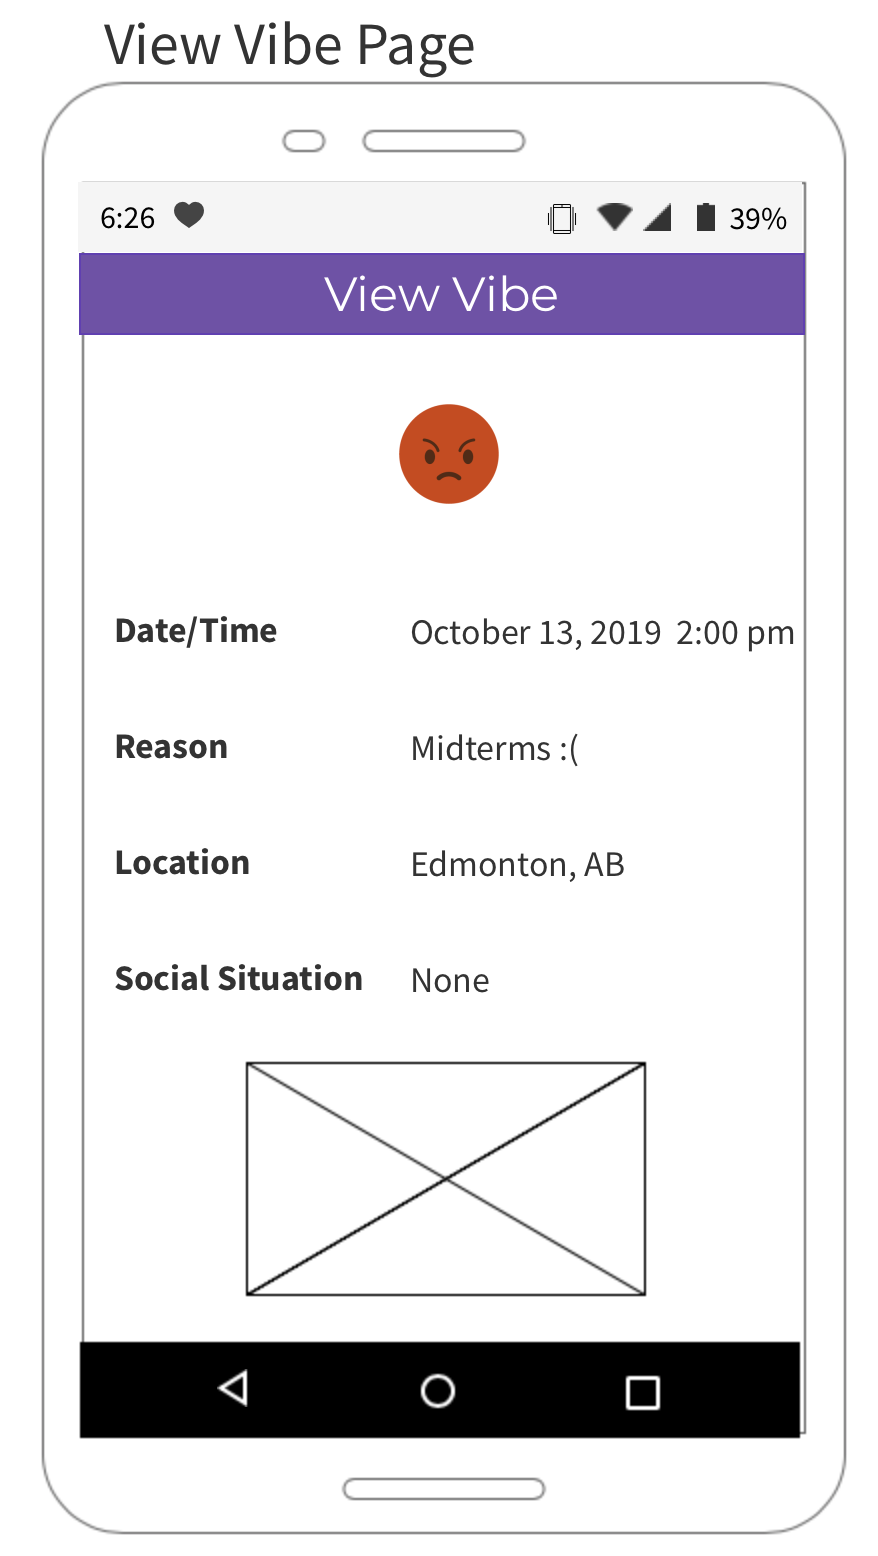 View Vibe Page
6:26 39%
View Vibe
Date/Time October 13, 2019 2:00 pm
Reason Midterms :(
Location Edmonton, AB
Social Situation None